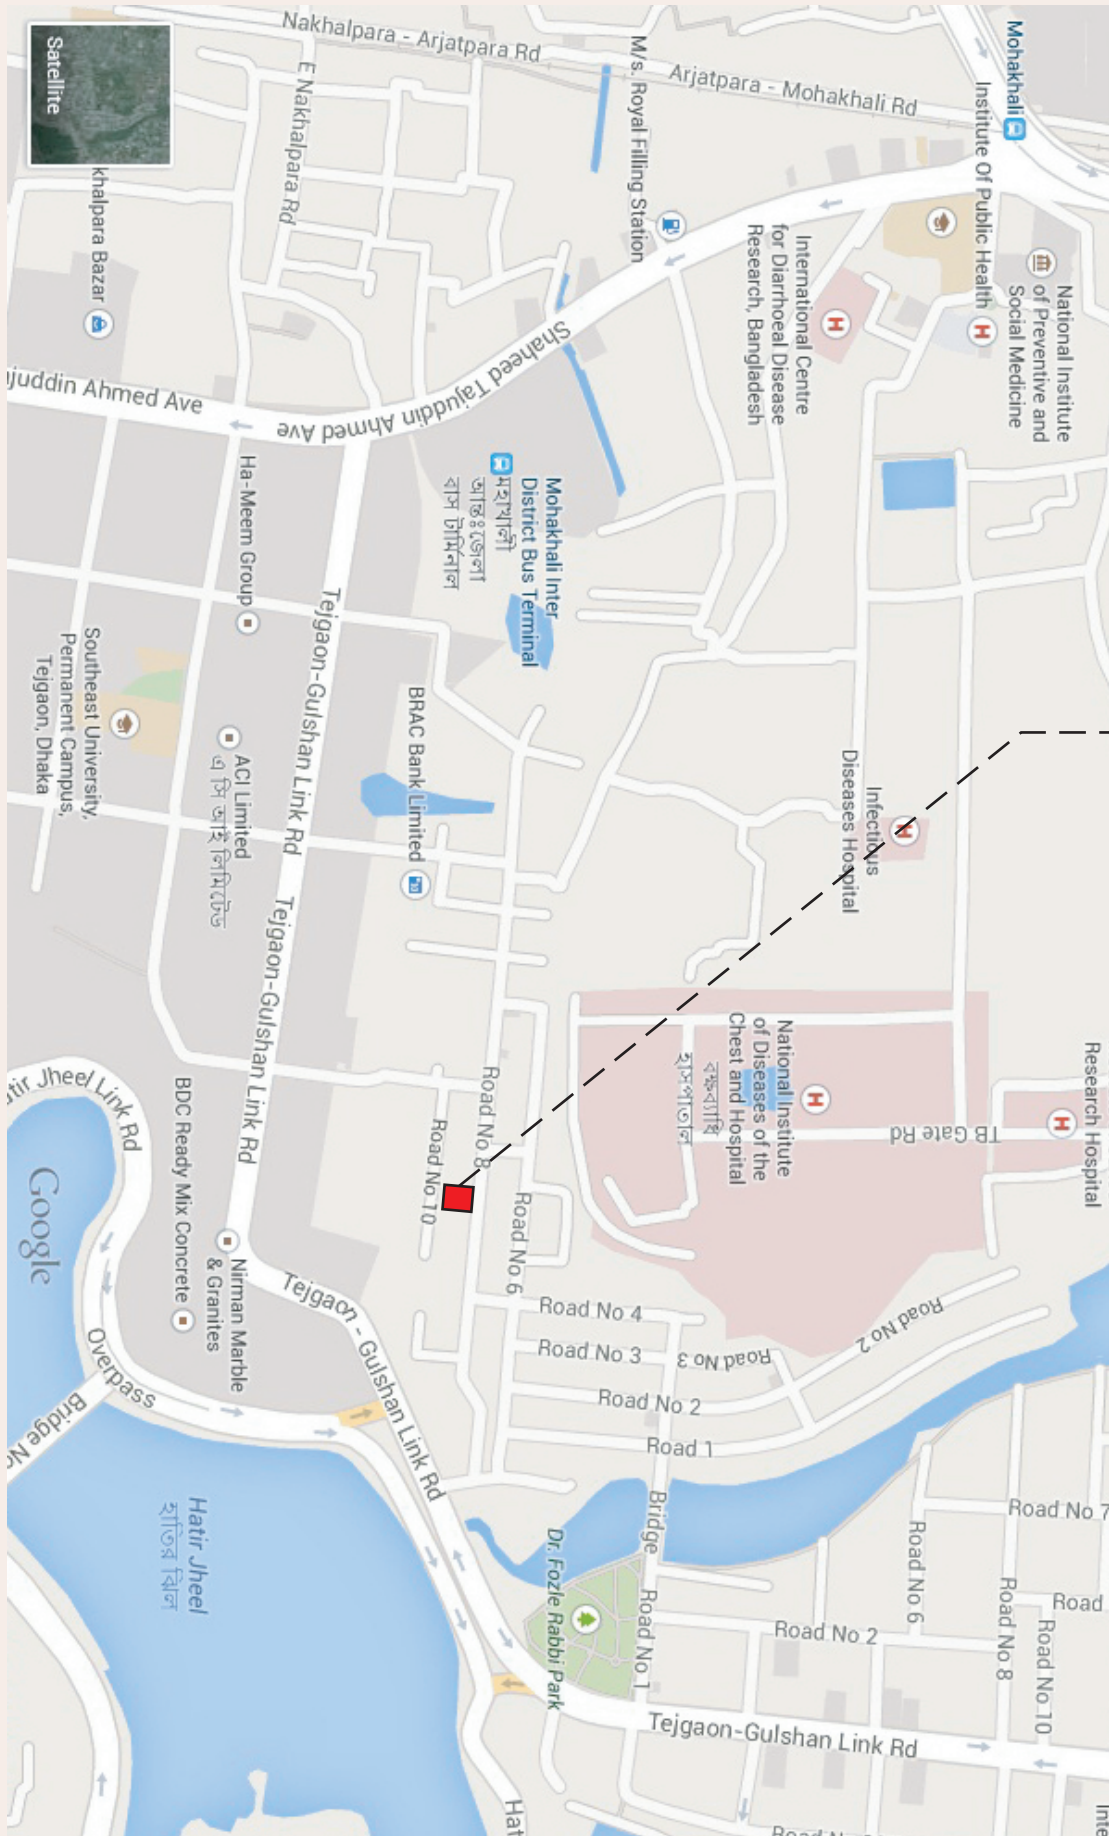 Satellite
Nakhalpara - Arjatpara Rd
Arjatpara - Mohakhali Rd
E Nakhalpara Rd
M/s. Royal Filling Station
Mohakhali
Institute Of Public Health
National Institute
of Preventive and
Social Medicine
International Centre
for Diarrhoeal Disease
Research, Bangladesh
khalpara Bazar
Shaheed Tajuddin Ahmed Ave
ajuddin Ahmed Ave
Mohakhali Inter
District Bus Terminal
মহাখালী
আন্তঃজেলা
বাস টার্মিনাল
Ha-Meem Group
Tejgaon-Gulshan Link Rd
Southeast University,
Permanent Campus,
Tejgaon, Dhaka
BRAC Bank Limited
ACI Limited
এ সি আই লিমিটেড
Infectious
Diseases Hospital
Tejgaon-Gulshan Link Rd
National Institute
of Diseases of the
Chest and Hospital
বক্ষব্যাধি
হাসপাতাল
Research Hospital
TB Gate Rd
Road No 8
Road No 10
Road No 6
atir Jheel Link Rd
BDC Ready Mix Concrete
Nirman Marble
& Granites
Google
Tejgaon - Gulshan Link Rd
Road No 4
Road No 3
Road No 3
Road No 2
Road No 2
Road 1
Overpass
Bridge No
Bridge
Hatir Jheel
হাতির ঝিল
Dr. Fozle Rabbi Park
Road No 1
Road No 7
Road No 6
Road No 8
Road
Road No 10
Road No 2
Tejgaon-Gulshan Link Rd
Hat
Inte